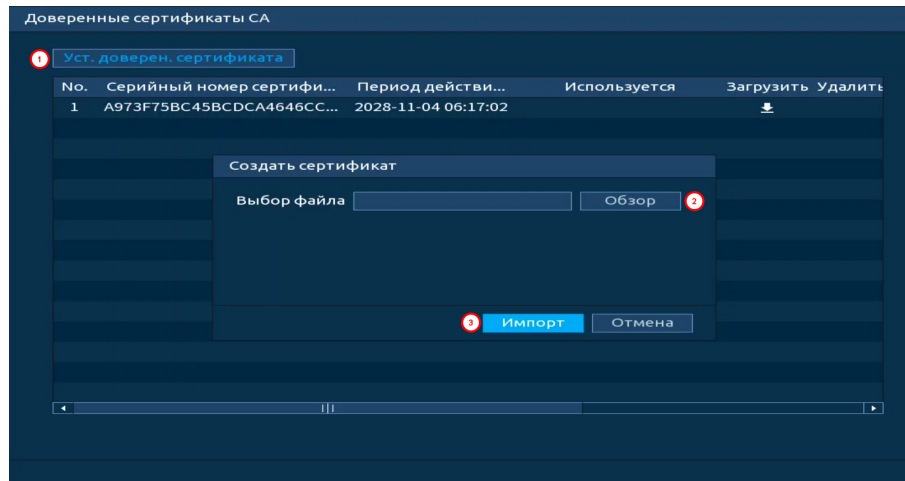 Доверенные сертификаты CA
1 Уст. доверен. сертификата
No. Серийный номер сертифи... Период действи... Используется Загрузить Удалить
1 A973F75BC45BCDCA4646CC... 2028-11-04 06:17:02
Создать сертификат
Выбор файла Обзор 2
3 Импорт Отмена